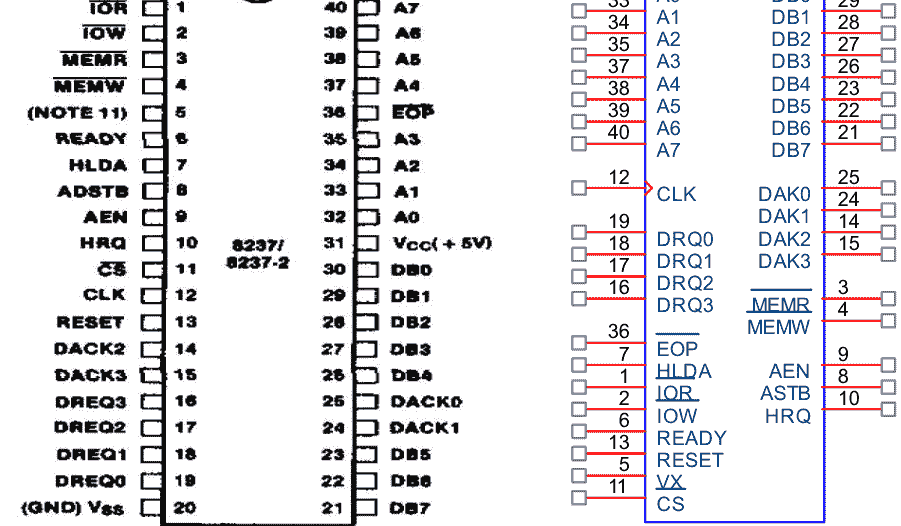 IOR 1 40 A7
IOW 2 39 A6
MEMR 3 38 A5
MEMW 4 37 A4
(NOTE 11) 5 36 EOP
READY 6 35 A3
HLDA 7 34 A2
ADSTB 8 33 A1
AEN 9 32 A0
HRQ 10 8237/ 31 VCC(+5V)
8237-2
CS 11 30 DB0
CLK 12 29 DB1
RESET 13 28 DB2
DACK2 14 27 DB3
DACK3 15 26 DB4
DREQ3 16 25 DACK0
DREQ2 17 24 DACK1
DREQ1 18 23 DB5
DREQ0 19 22 DB6
(GND) VSS 20 21 DB7
33 A1 DB1 29
34 A2 DB2 28
35 A3 DB3 27
37 A4 DB4 26
38 A5 DB5 23
39 A6 DB6 22
40 A7 DB7 21
12 CLK DAK0 25
DAK1 24
19 DRQ0 DAK2 14
18 DRQ1 DAK3 15
17 DRQ2
16 DRQ3 MEMR 3
MEMW 4
36 EOP
7 HLDA AEN 9
1 IOR ASTB 8
2 IOW HRQ 10
6 READY
13 RESET
5 VX
11 CS